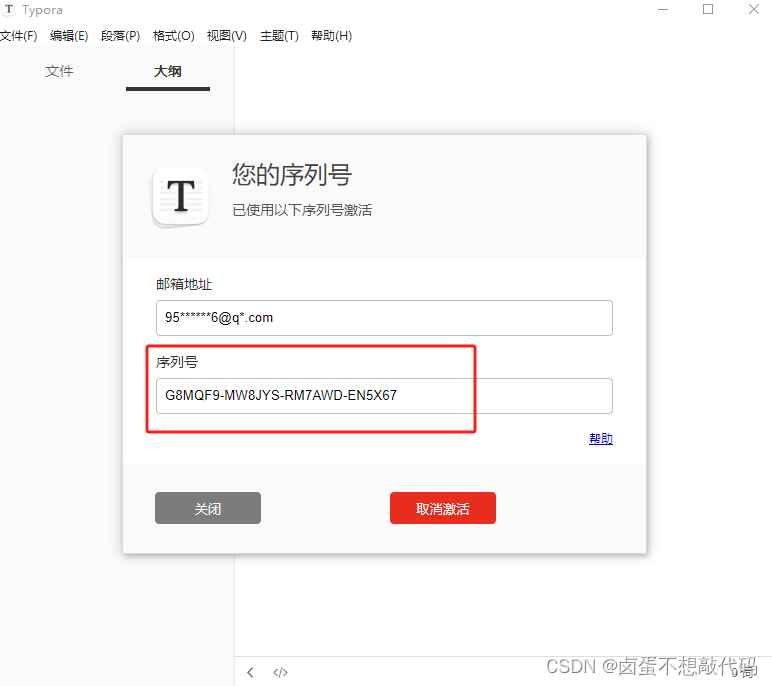 T Typora
文件(F) 编辑(E) 段落(P) 格式(O) 视图(V) 主题(T) 帮助(H)
文件 大纲
T
您的序列号
已使用以下序列号激活
邮箱地址
95******6@q*.com
序列号
G8MQF9-MW8JYS-RM7AWD-EN5X67
帮助
关闭 取消激活
</>
0 词
CSDN @卤蛋不想敲代码